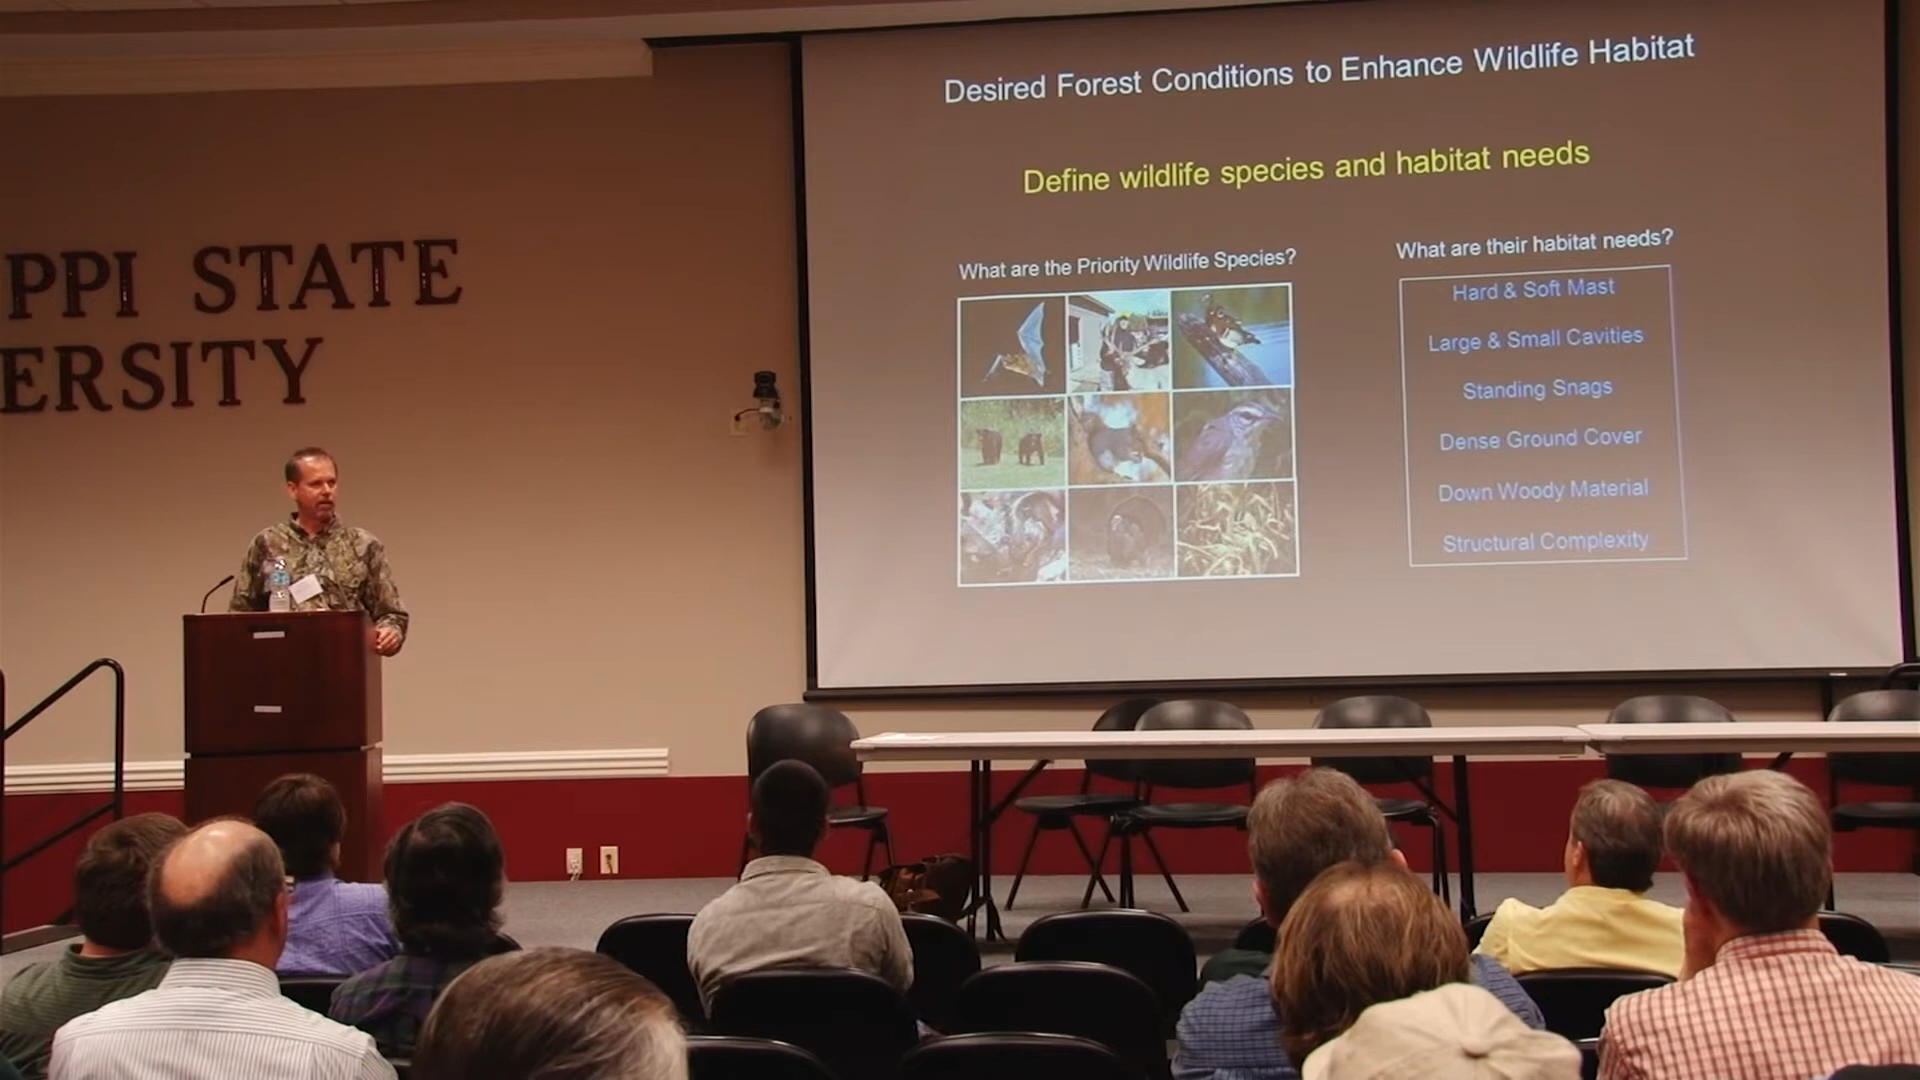 PPI STATE
ERSITY
Desired Forest Conditions to Enhance Wildlife Habitat
Define wildlife species and habitat needs
What are the Priority Wildlife Species?
What are their habitat needs?
Hard & Soft Mast
Large & Small Cavities
Standing Snags
Dense Ground Cover
Down Woody Material
Structural Complexity